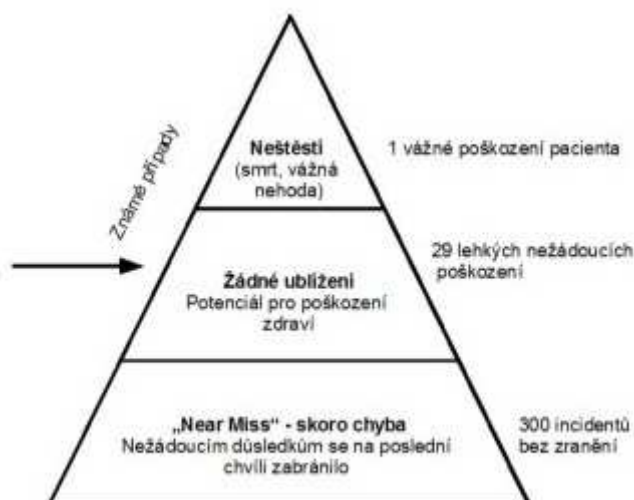 Známé případy
Neštěstí
(smrt, vážná
nehoda)
1 vážné poškození pacienta
Žádné ublížení
Potenciál pro poškození
zdraví
29 lehkých nežádoucích
poškození
„Near Miss“ - skoro chyba
Nežádoucím důsledkům se na poslední
chvíli zabránilo
300 incidentů
bez zranění